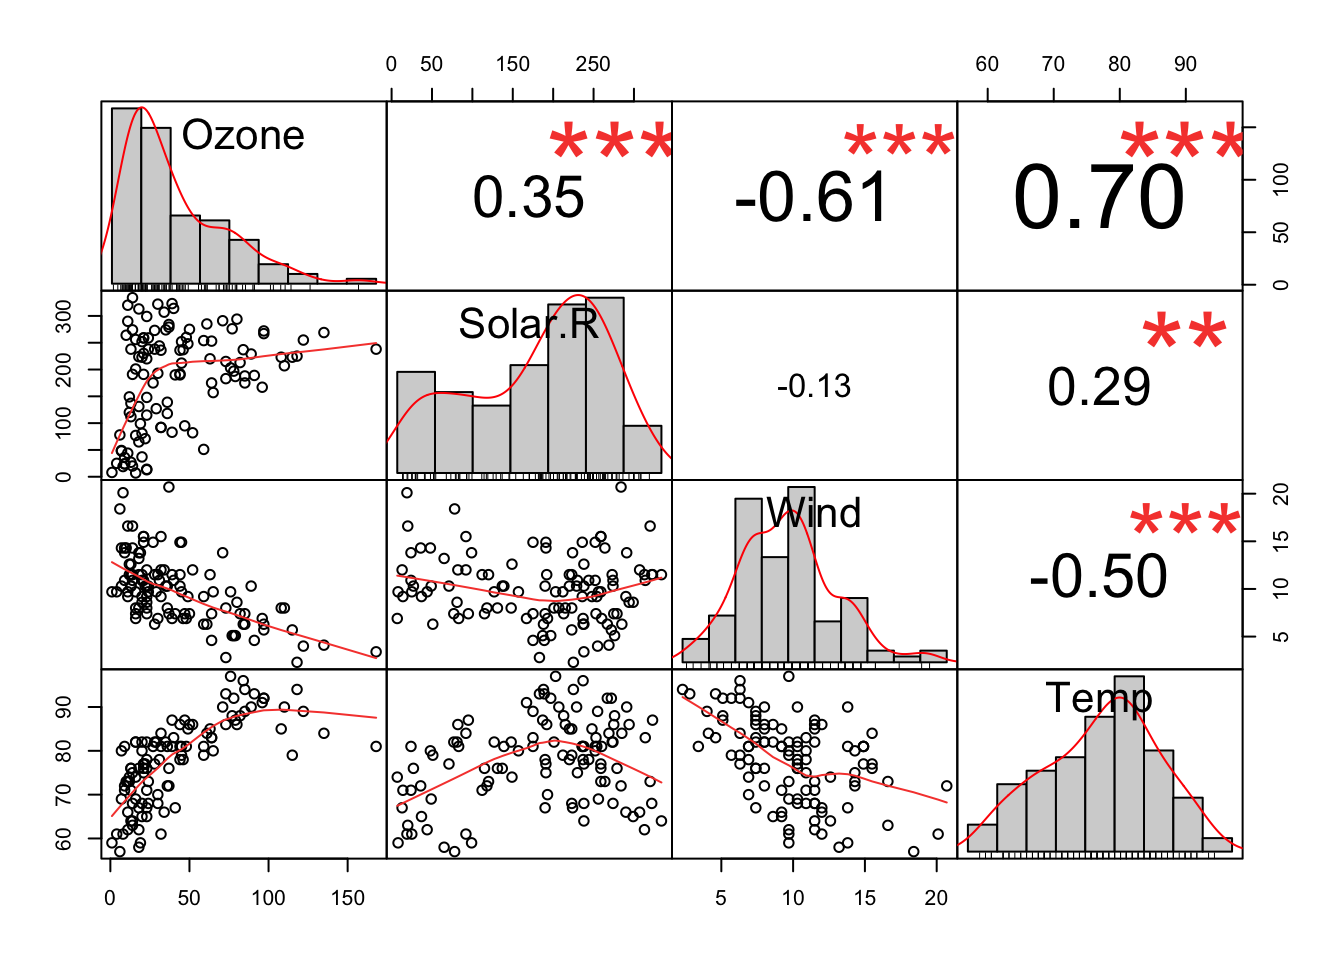 0 50 150 250 60 70 80 90
Ozone *** *** ***
0.35 -0.61 0.70
0 50 100
Solar.R **
-0.13 0.29
0 100 200 300
Wind ***
-0.50
5 10 15 20
Temp
60 70 80 90
0 50 100 150 5 10 15 20